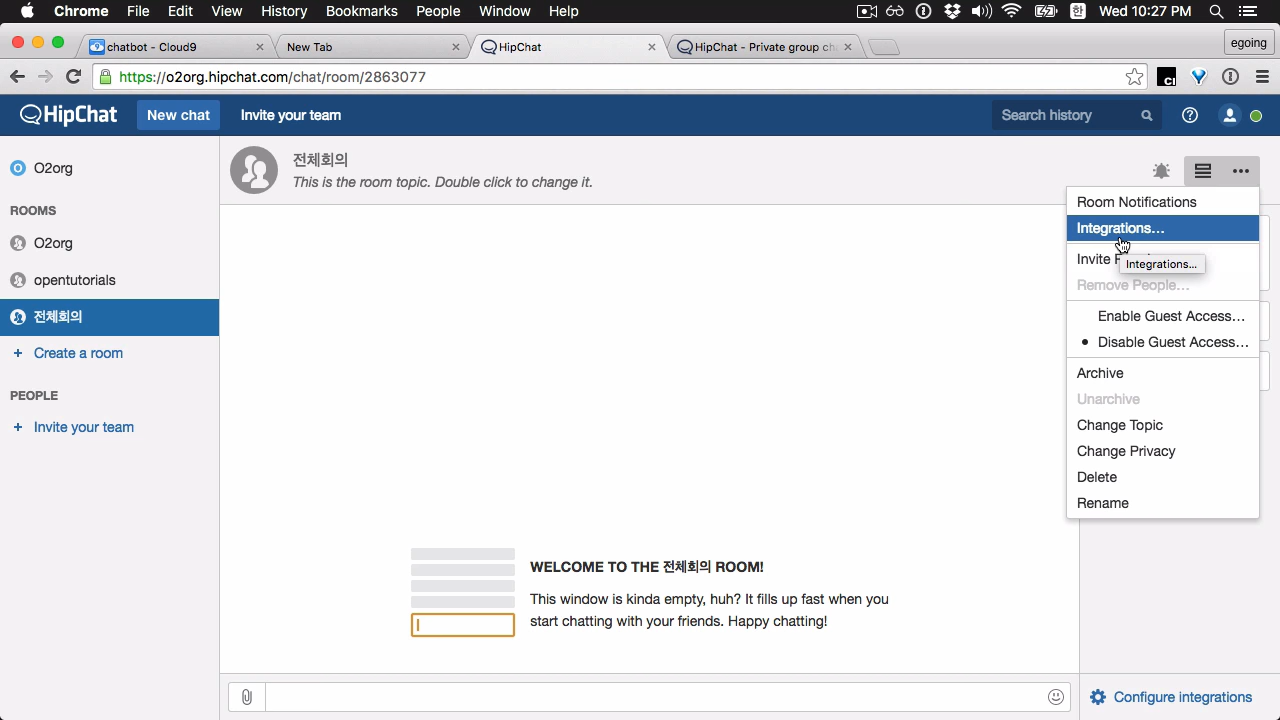 Chrome File Edit View History Bookmarks People Window Help 한 Wed 10:27 PM
chatbot - Cloud9 New Tab HipChat HipChat - Private group ch egoing
https://o2org.hipchat.com/chat/room/2863077
HipChat New chat Invite your team Search history
O2org
ROOMS
O2org
opentutorials
전체회의
+ Create a room
PEOPLE
+ Invite your team
전체회의
This is the room topic. Double click to change it.
Room Notifications
Integrations...
Invite
Integrations...
Remove People...
Enable Guest Access...
• Disable Guest Access...
Archive
Unarchive
Change Topic
Change Privacy
Delete
Rename
WELCOME TO THE 전체회의 ROOM!
This window is kinda empty, huh? It fills up fast when you
start chatting with your friends. Happy chatting!
Configure integrations